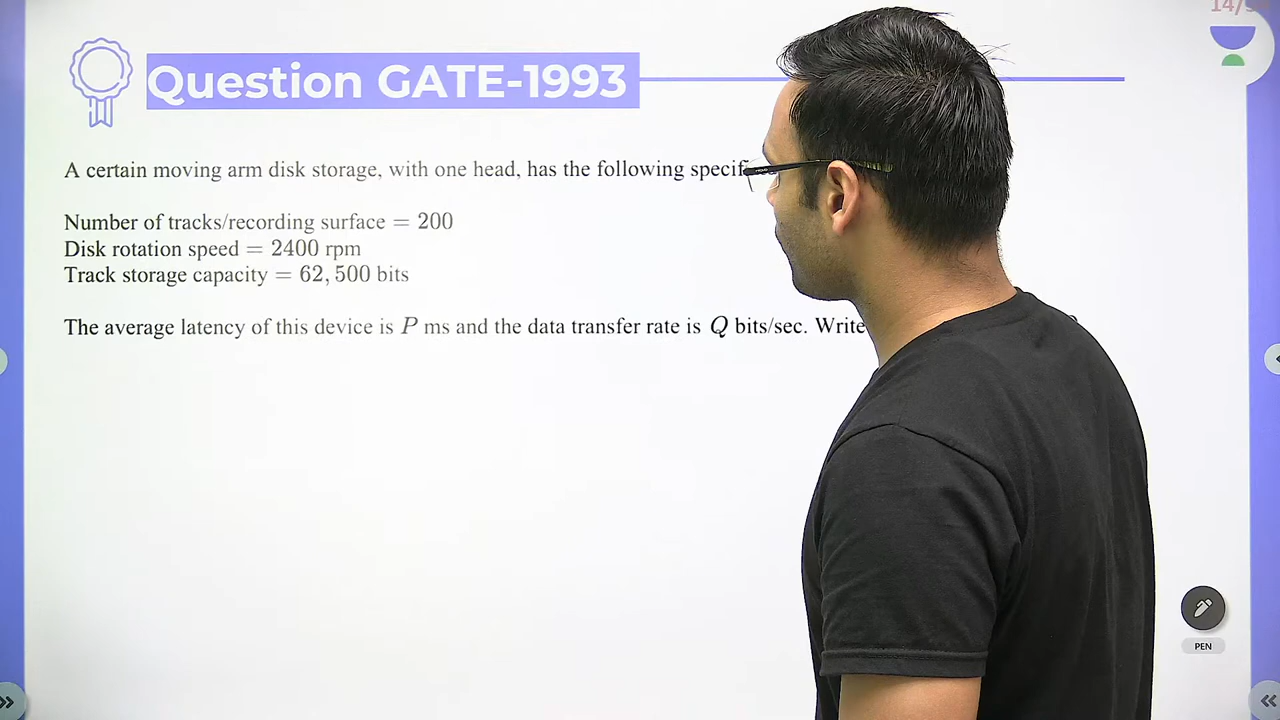 14/
Question GATE-1993
A certain moving arm disk storage, with one head, has the following
Number of tracks/recording surface = 200
Disk rotation speed = 2400 rpm
Track storage capacity = 62,500 bits
The average latency of this device is P ms and the data transfer rate is Q bits/sec. Write
PEN